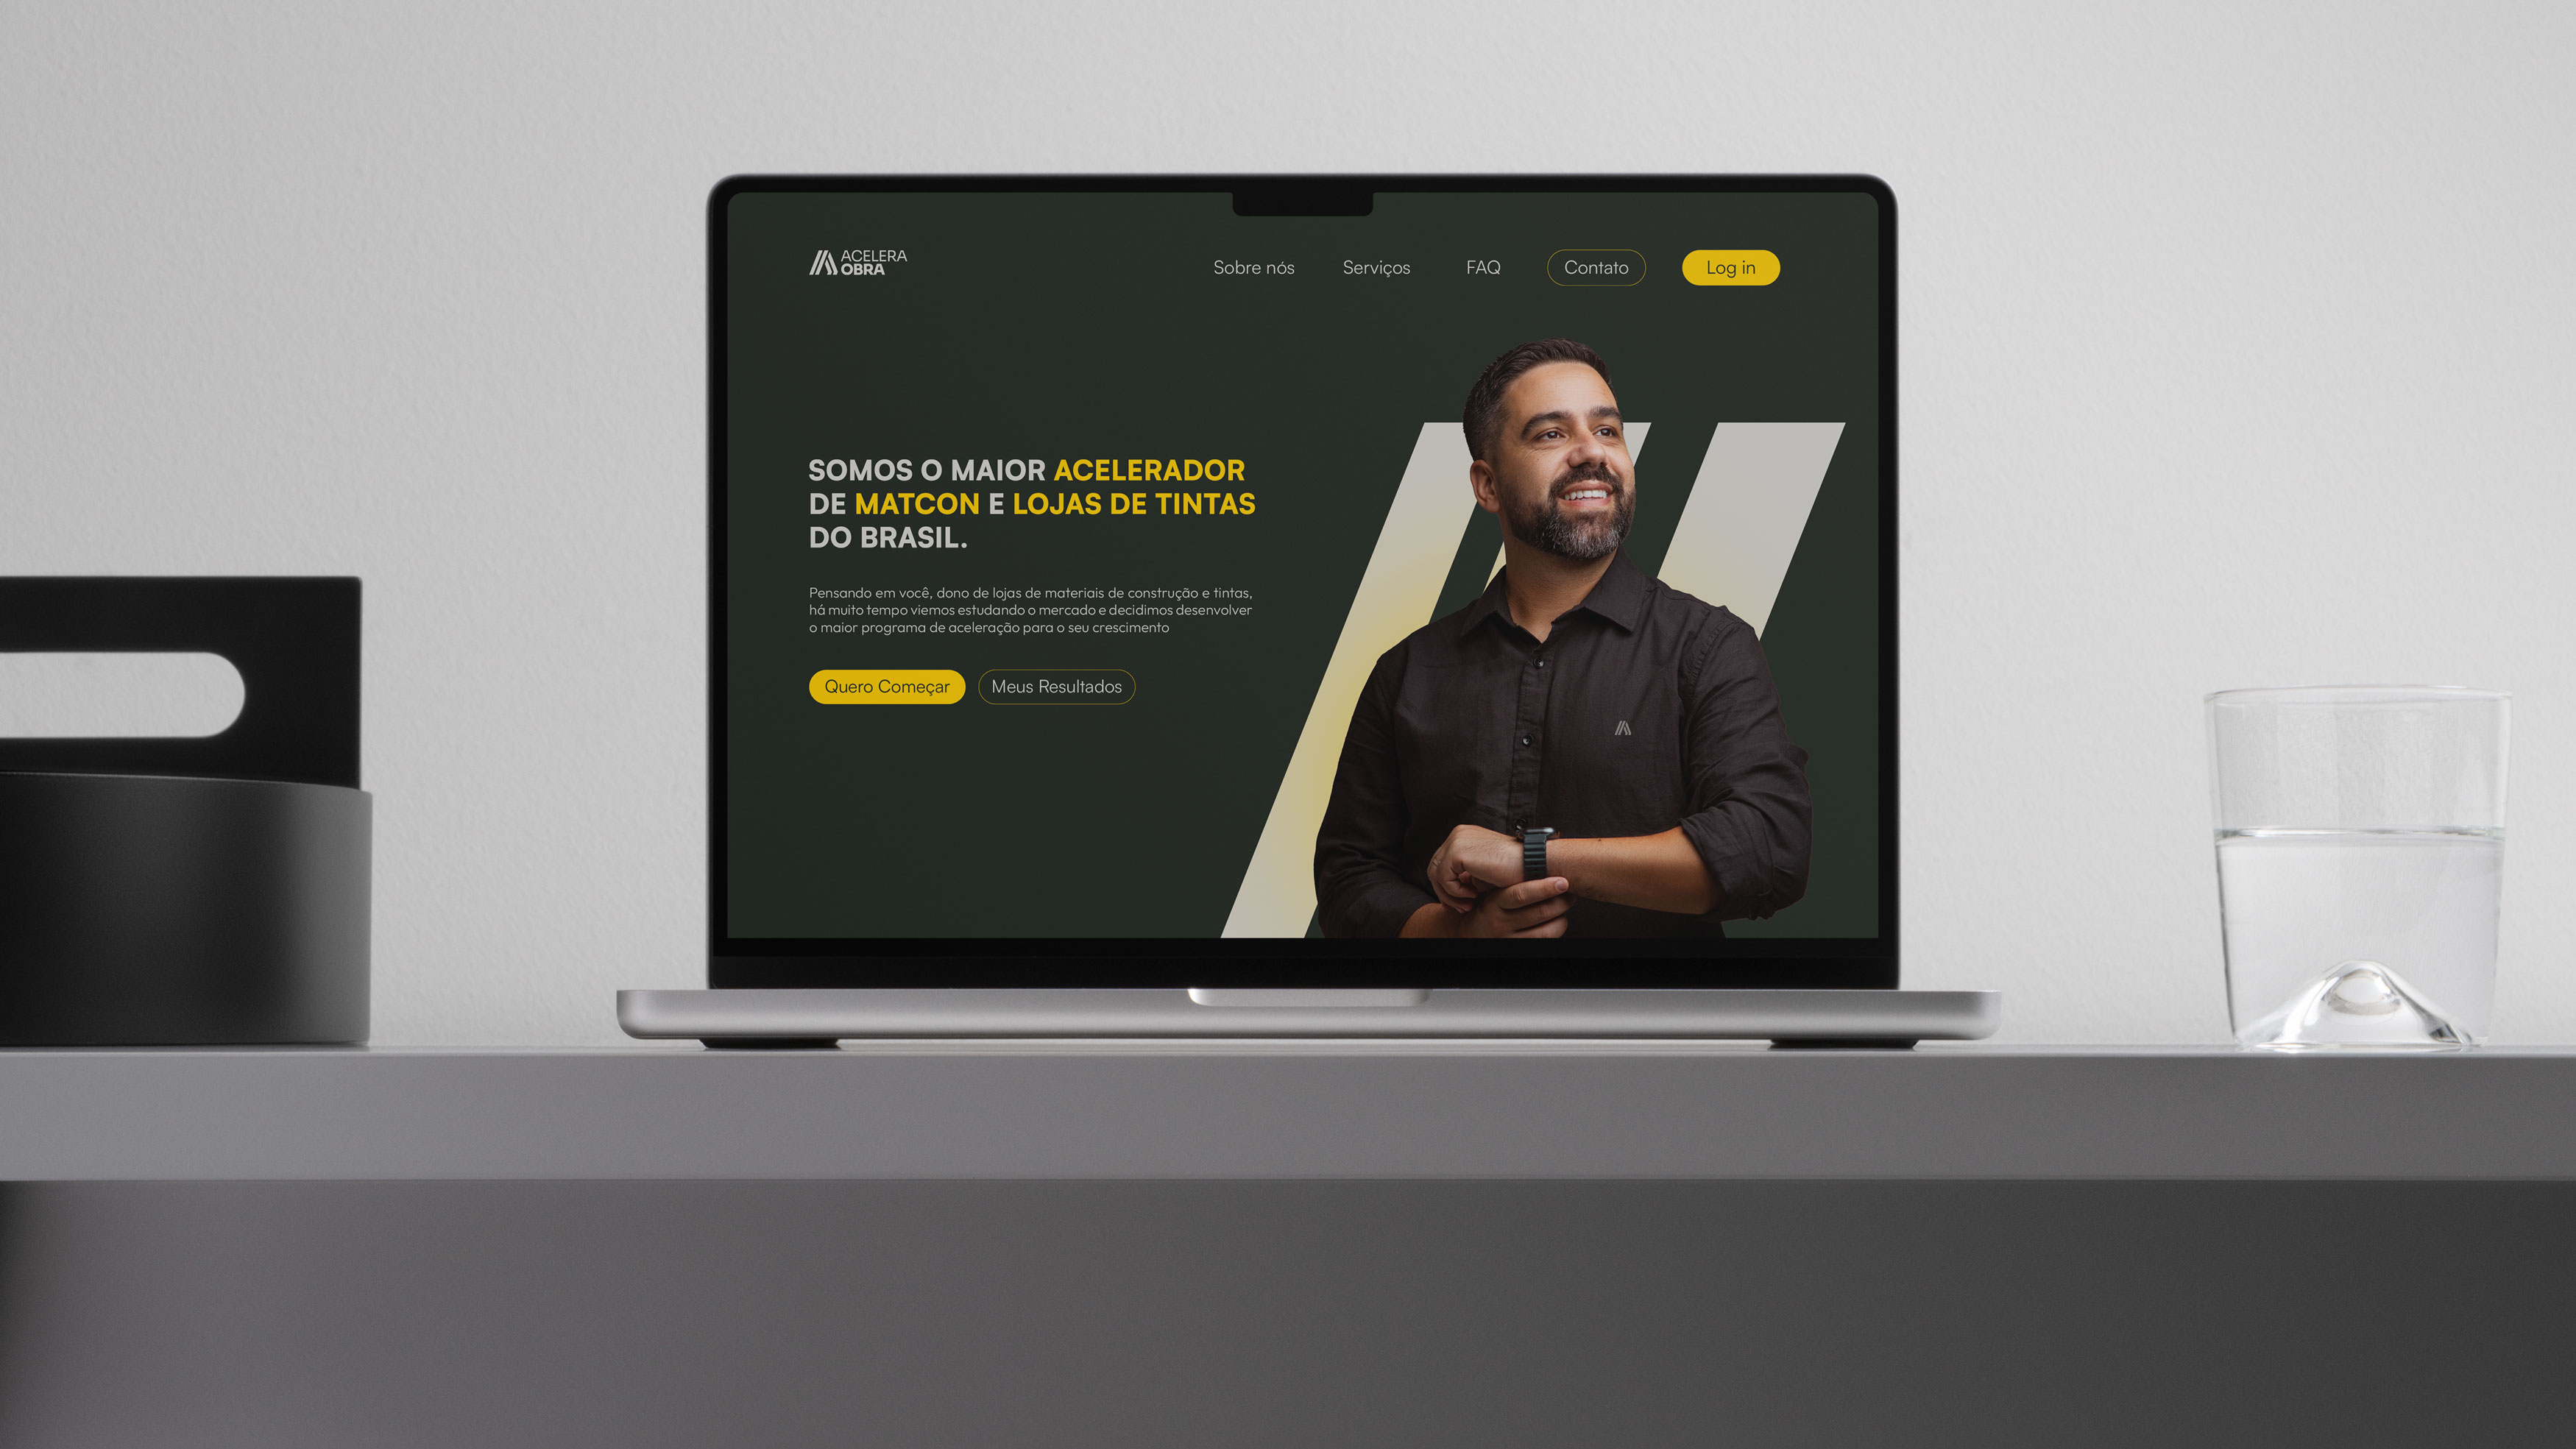 ACELERA
OBRA
Sobre nós
Serviços
FAQ
Contato
Log in
SOMOS O MAIOR ACELERADOR
DE MATCON E LOJAS DE TINTAS
DO BRASIL.
Pensando em você, dono de lojas de materiais de construção e tintas,
há muito tempo viemos estudando o mercado e decidimos desenvolver
o maior programa de aceleração para o seu crescimento
Quero Começar
Meus Resultados